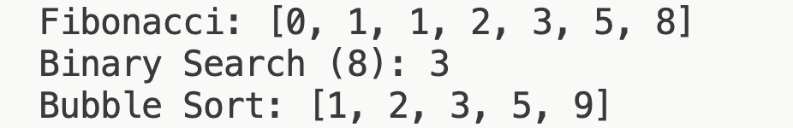 Fibonacci: [0, 1, 1, 2, 3, 5, 8]
Binary Search (8): 3
Bubble Sort: [1, 2, 3, 5, 9]